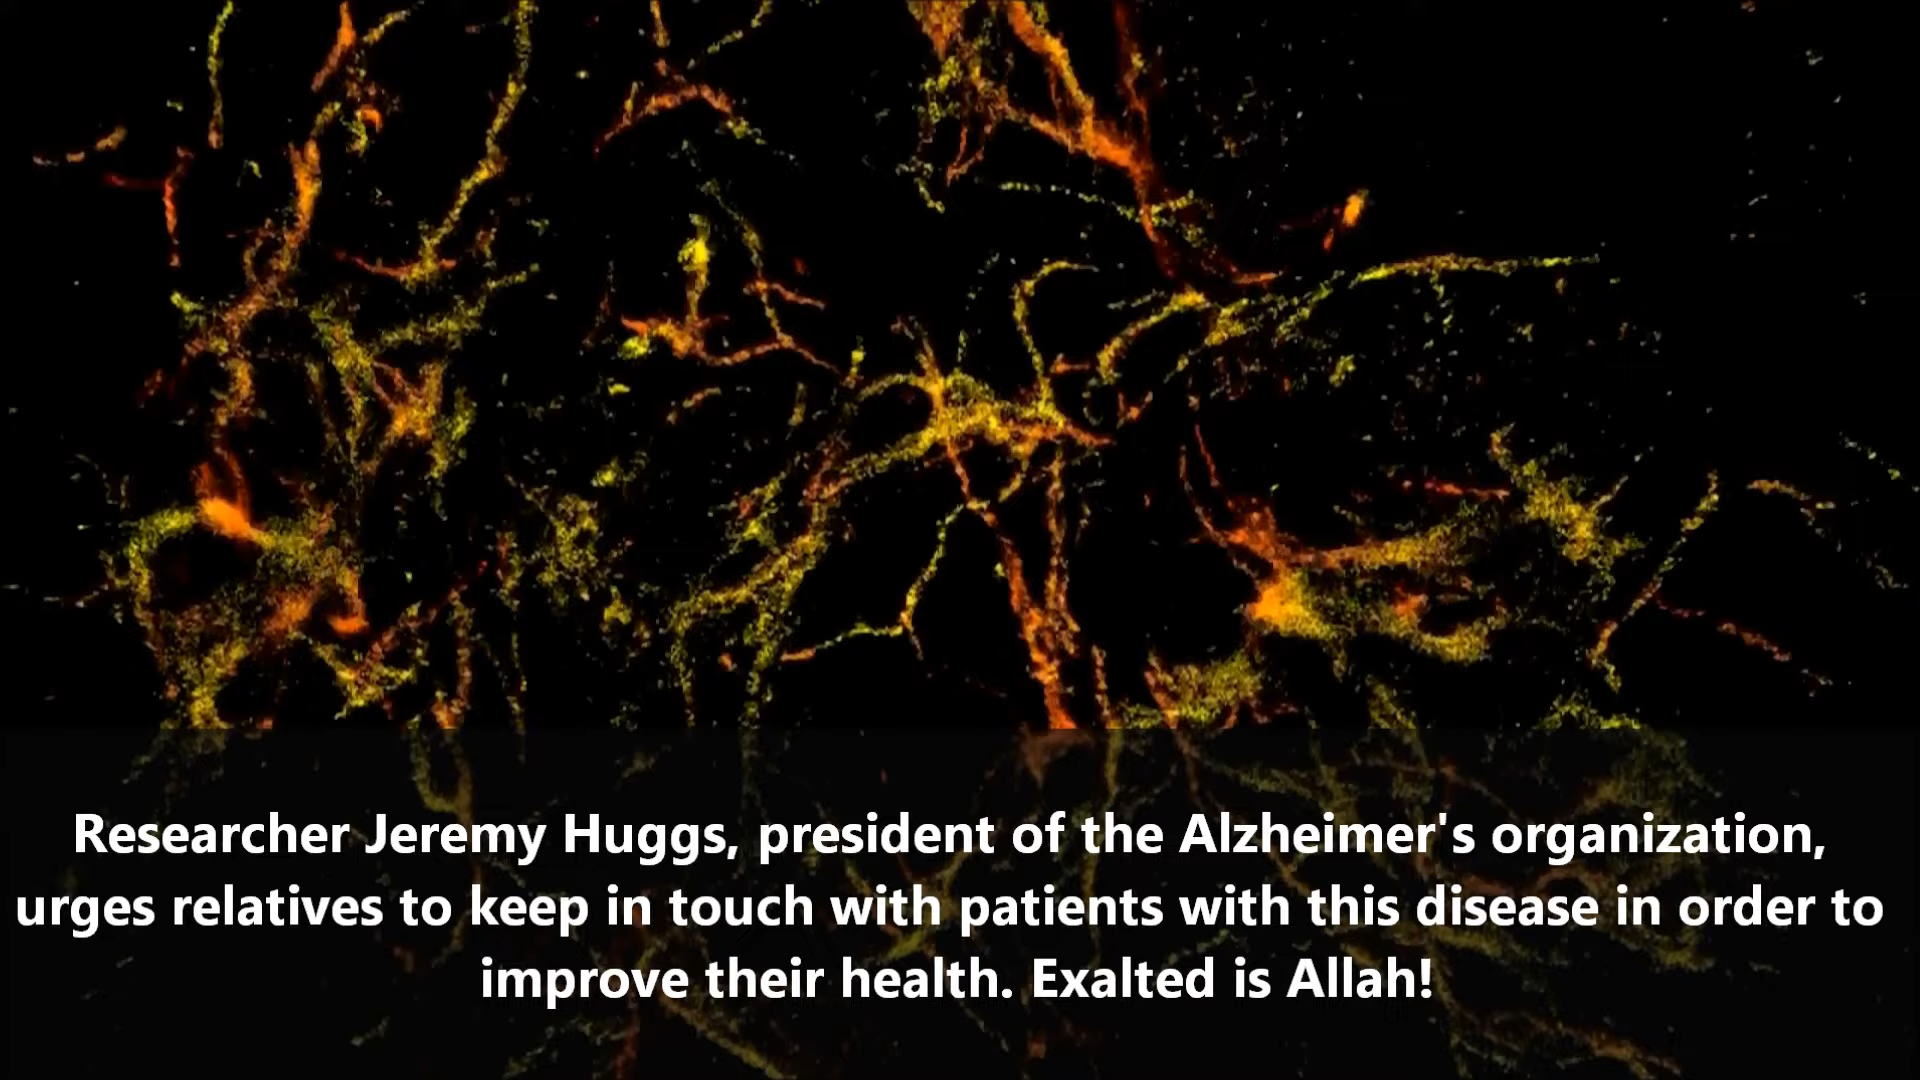 Researcher Jeremy Huggs, president of the Alzheimer's organization,
urges relatives to keep in touch with patients with this disease in order to
improve their health. Exalted is Allah!